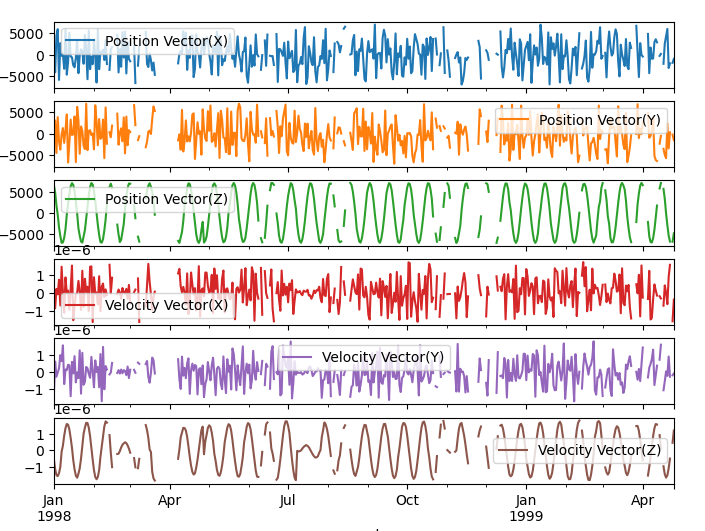 5000
0
−5000
Position Vector(X)
5000
0
−5000
Position Vector(Y)
5000
0
−5000
Position Vector(Z)
1e−6
1
0
−1
Velocity Vector(X)
1e−6
1
0
−1
Velocity Vector(Y)
1e−6
1
0
−1
Velocity Vector(Z)
Jan Apr Jul Oct Jan Apr
1998 1999